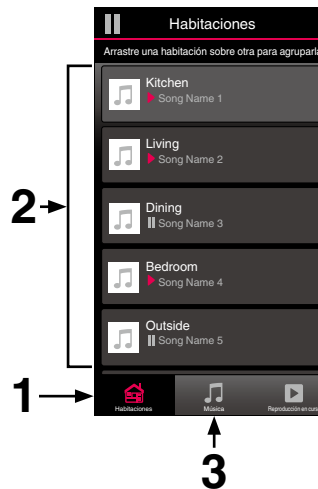 Habitaciones
Arrastre una habitación sobre otra para agruparla
Kitchen
Song Name 1
Living
Song Name 2
2
Dining
Song Name 3
Bedroom
Song Name 4
Outside
Song Name 5
1
Habitaciones
Música
Reproducción en curs
3